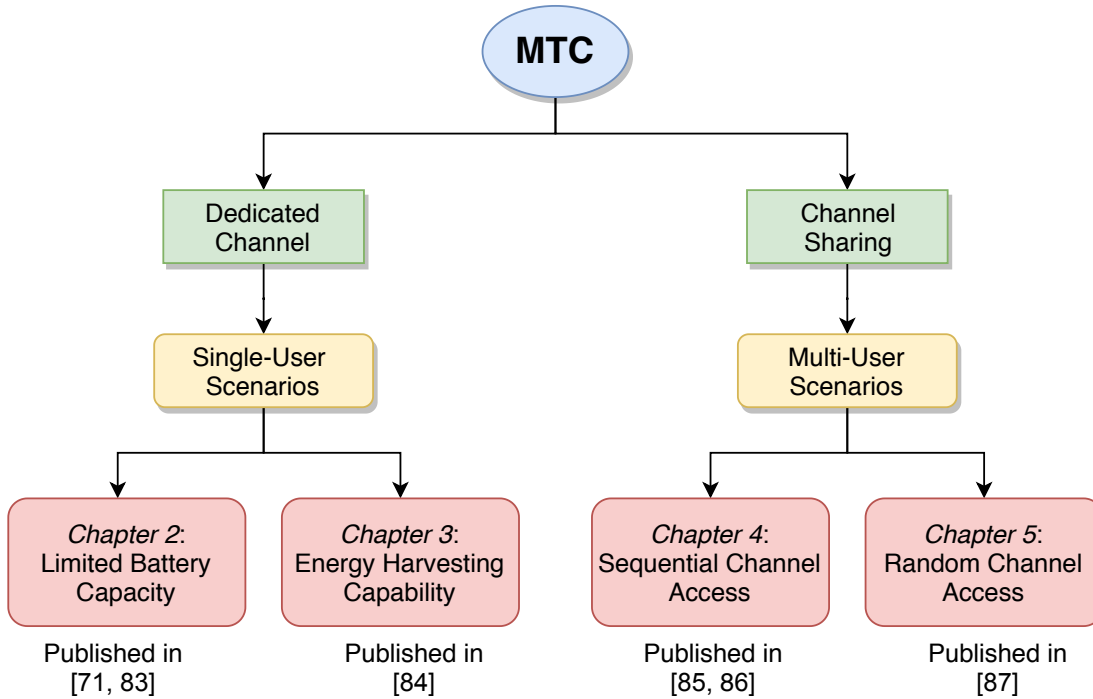 MTC
Dedicated
Channel
Channel
Sharing
Single-User
Scenarios
Multi-User
Scenarios
Chapter 2:
Limited Battery
Capacity
Chapter 3:
Energy Harvesting
Capability
Chapter 4:
Sequential Channel
Access
Chapter 5:
Random Channel
Access
Published in
[71, 83]
Published in
[84]
Published in
[85, 86]
Published in
[87]